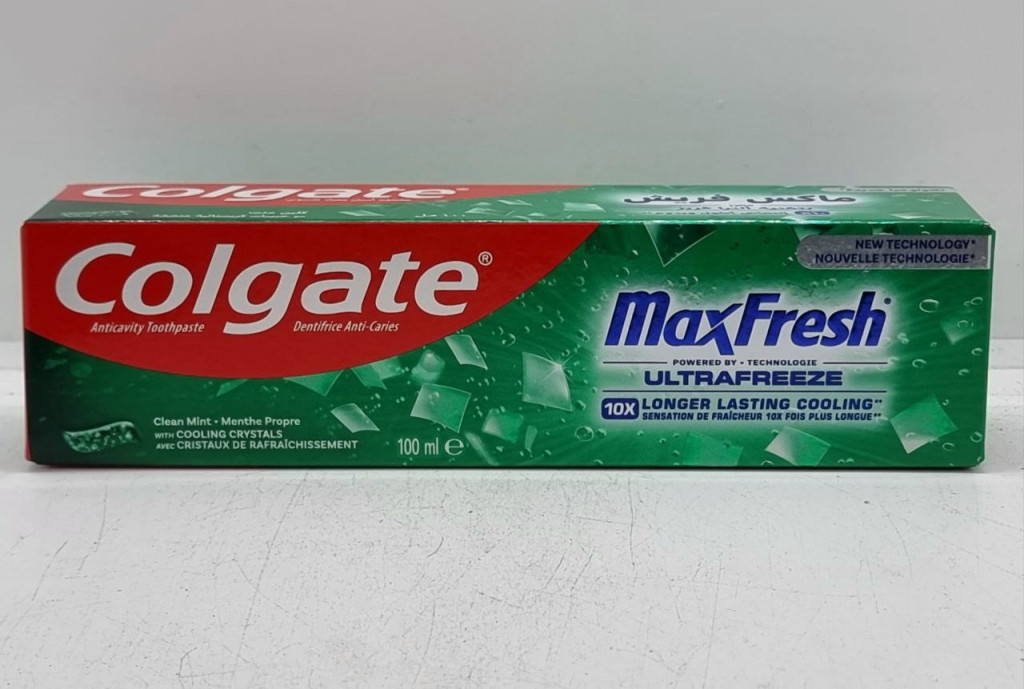 Colgate
ماكس فريش
Colgate®
Anticavity Toothpaste
Dentifrice Anti-Caries
NEW TECHNOLOGY*
NOUVELLE TECHNOLOGIE*
MaxFresh*
POWERED BY • TECHNOLOGIE
ULTRAFREEZE
10X LONGER LASTING COOLING**
SENSATION DE FRAÎCHEUR 10X FOIS PLUS LONGUE**
Clean Mint • Menthe Propre
WITH COOLING CRYSTALS
AVEC CRISTAUX DE RAFRAÎCHISSEMENT
100 ml ℮